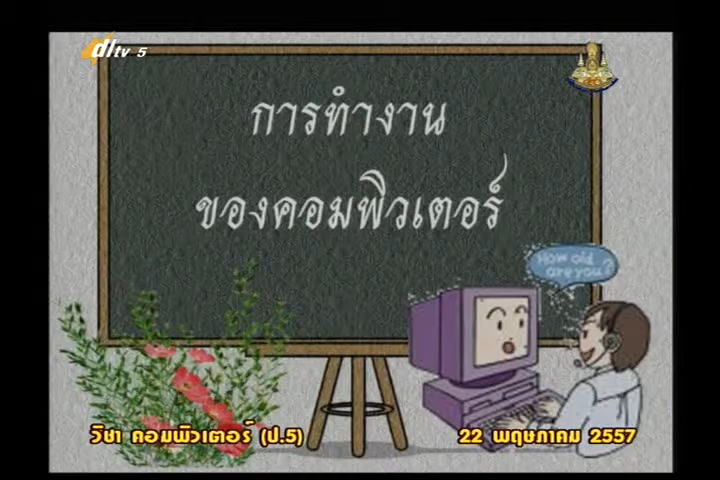 dltv 5
การทำงาน
ของคอมพิวเตอร์
How old
are you?
วิชา คอมพิวเตอร์ (ป.5)
22 พฤษภาคม 2557